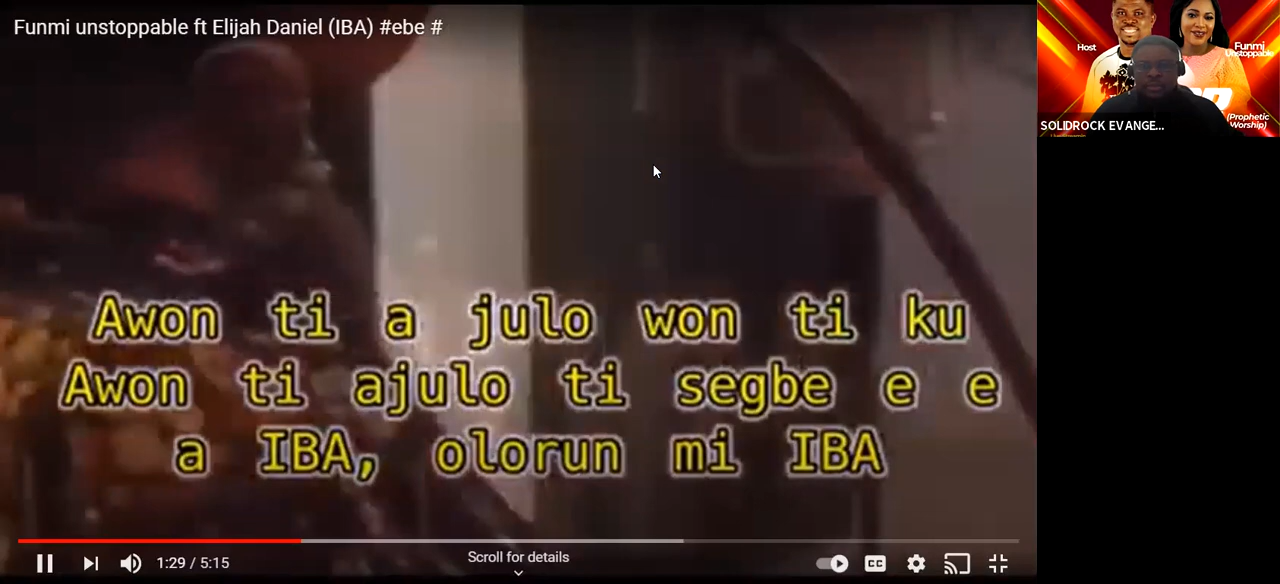 Funmi unstoppable ft Elijah Daniel (IBA) #ebe #
Host
Funmi
Unstoppable
(Prophetic
Worship)
SOLIDROCK EVANGE...
Awon ti a julo won ti ku
Awon ti ajulo ti segbe e e
a IBA, olorun mi IBA
1:29 / 5:15
Scroll for details
CC